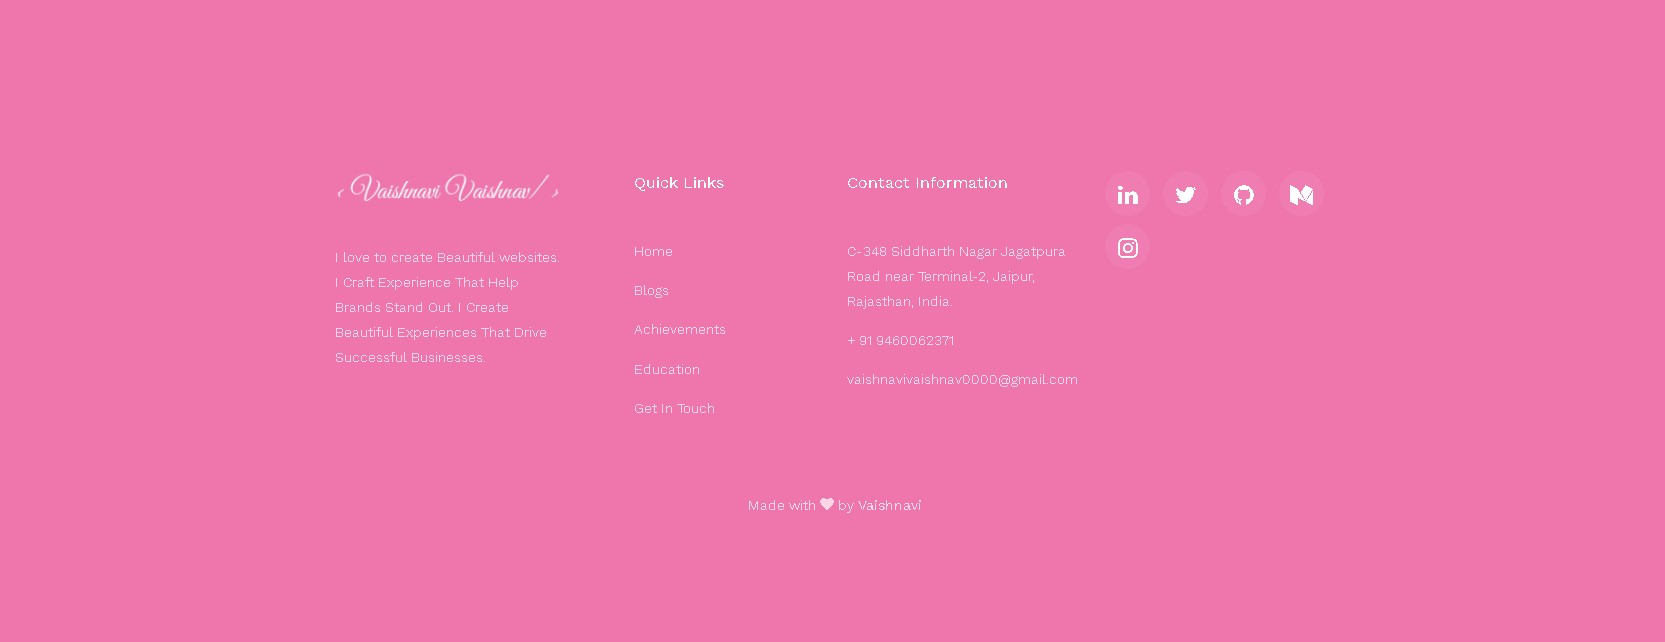 < Vaishnavi Vaishnav/ >
I love to create Beautiful websites.
I Craft Experience That Help
Brands Stand Out. I Create
Beautiful Experiences That Drive
Successful Businesses.
Quick Links
Home
Blogs
Achievements
Education
Get In Touch
Contact Information
C-348 Siddharth Nagar Jagatpura
Road near Terminal-2, Jaipur,
Rajasthan, India.
+ 91 9460062371
vaishnavivaishnav0000@gmail.com
in
Made with ♥ by Vaishnavi